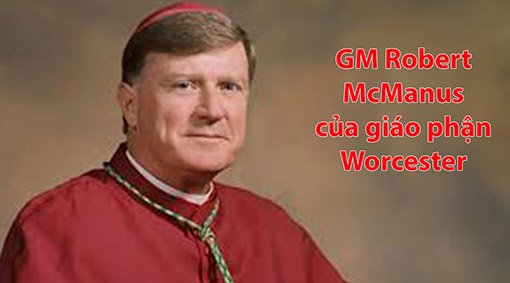 GM Robert
McManus
của giáo phận
Worcester